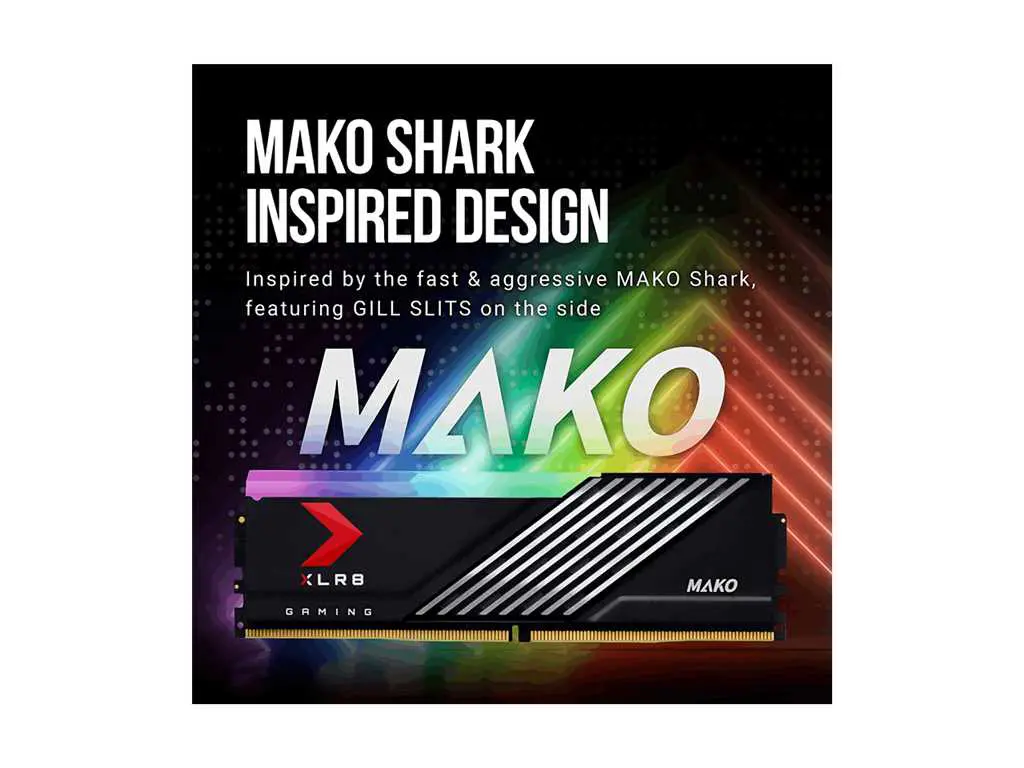 MAKO SHARK
INSPIRED DESIGN
Inspired by the fast & aggressive MAKO Shark,
featuring GILL SLITS on the side
MAKO
XLR8
GAMING
MAKO